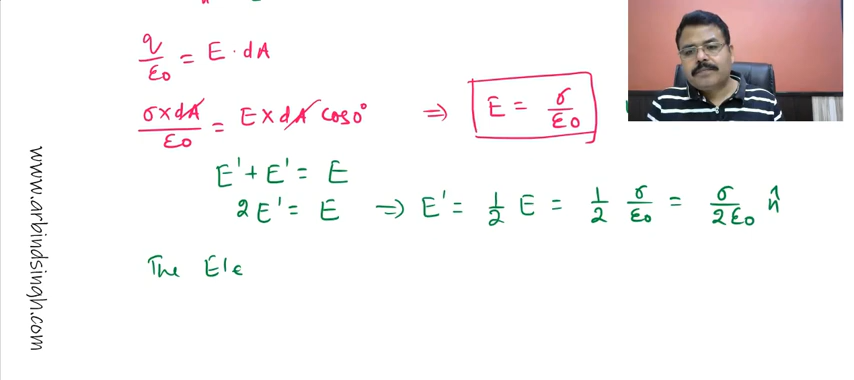 q/ε₀ = E · dA
σ x dA/ε₀ = E x dA cos0° ⇒ E = σ/ε₀
E' + E' = E
2E' = E ⇒ E' = 1/2 E = 1/2 σ/ε₀ = σ/2ε₀ n̂
The Ele
www.arbindsingh.com